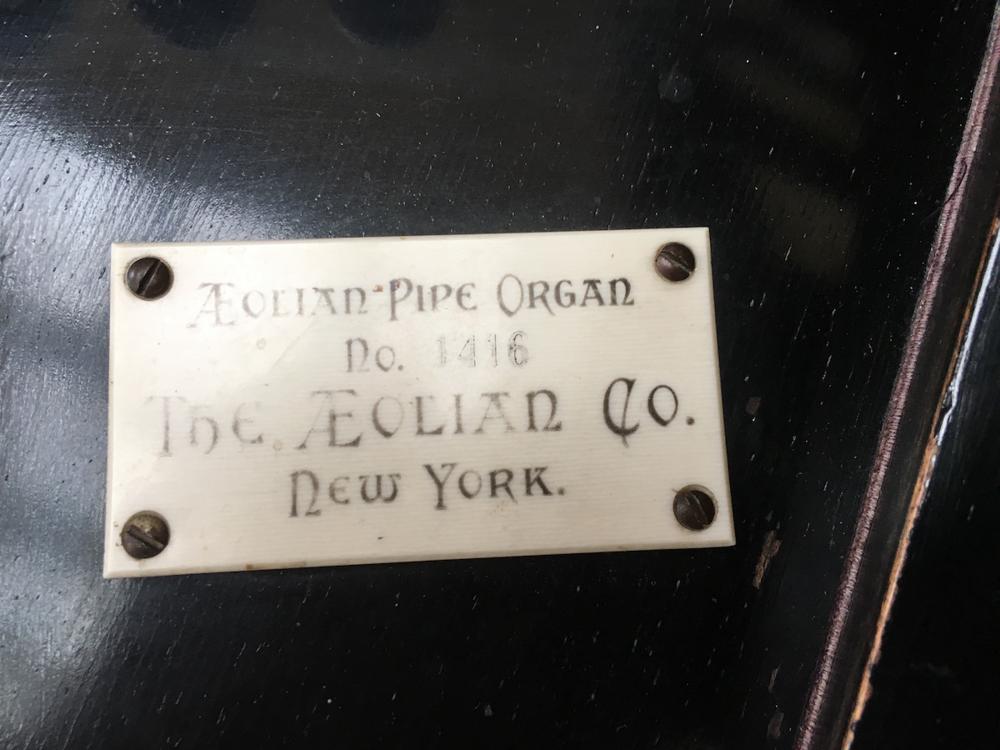 ÆOLIAN-PIPE ORGAN
No. 1416
THE ÆOLIAN CO.
NEW YORK.